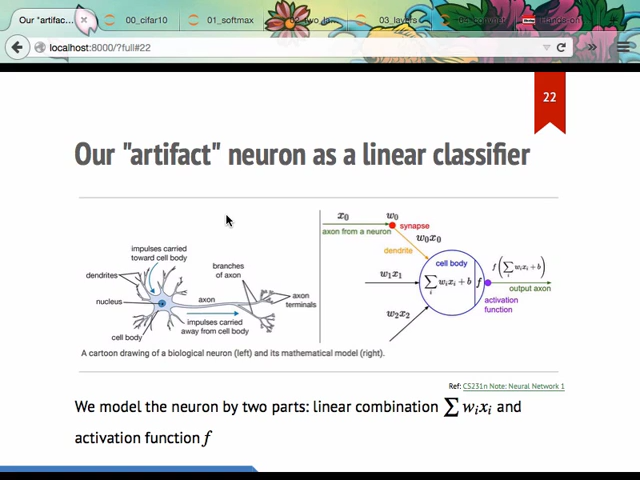 Our "artifac...
00_cifar10
01_softmax
03_layers
localhost:8000/?full#22
22
Our "artifact" neuron as a linear classifier
impulses carried
toward cell body
dendrites
nucleus
cell body
axon
branches
of axon
axon
terminals
impulses carried
away from cell body
x₀
w₀
axon from a neuron
synapse
w₀x₀
dendrite
cell body
w₁x₁
∑ᵢ wᵢxᵢ + b
f
w₂x₂
f(∑ᵢ wᵢxᵢ + b)
output axon
activation
function
A cartoon drawing of a biological neuron (left) and its mathematical model (right).
Ref: CS231n Note: Neural Network 1
We model the neuron by two parts: linear combination ∑ wᵢxᵢ and
activation function f